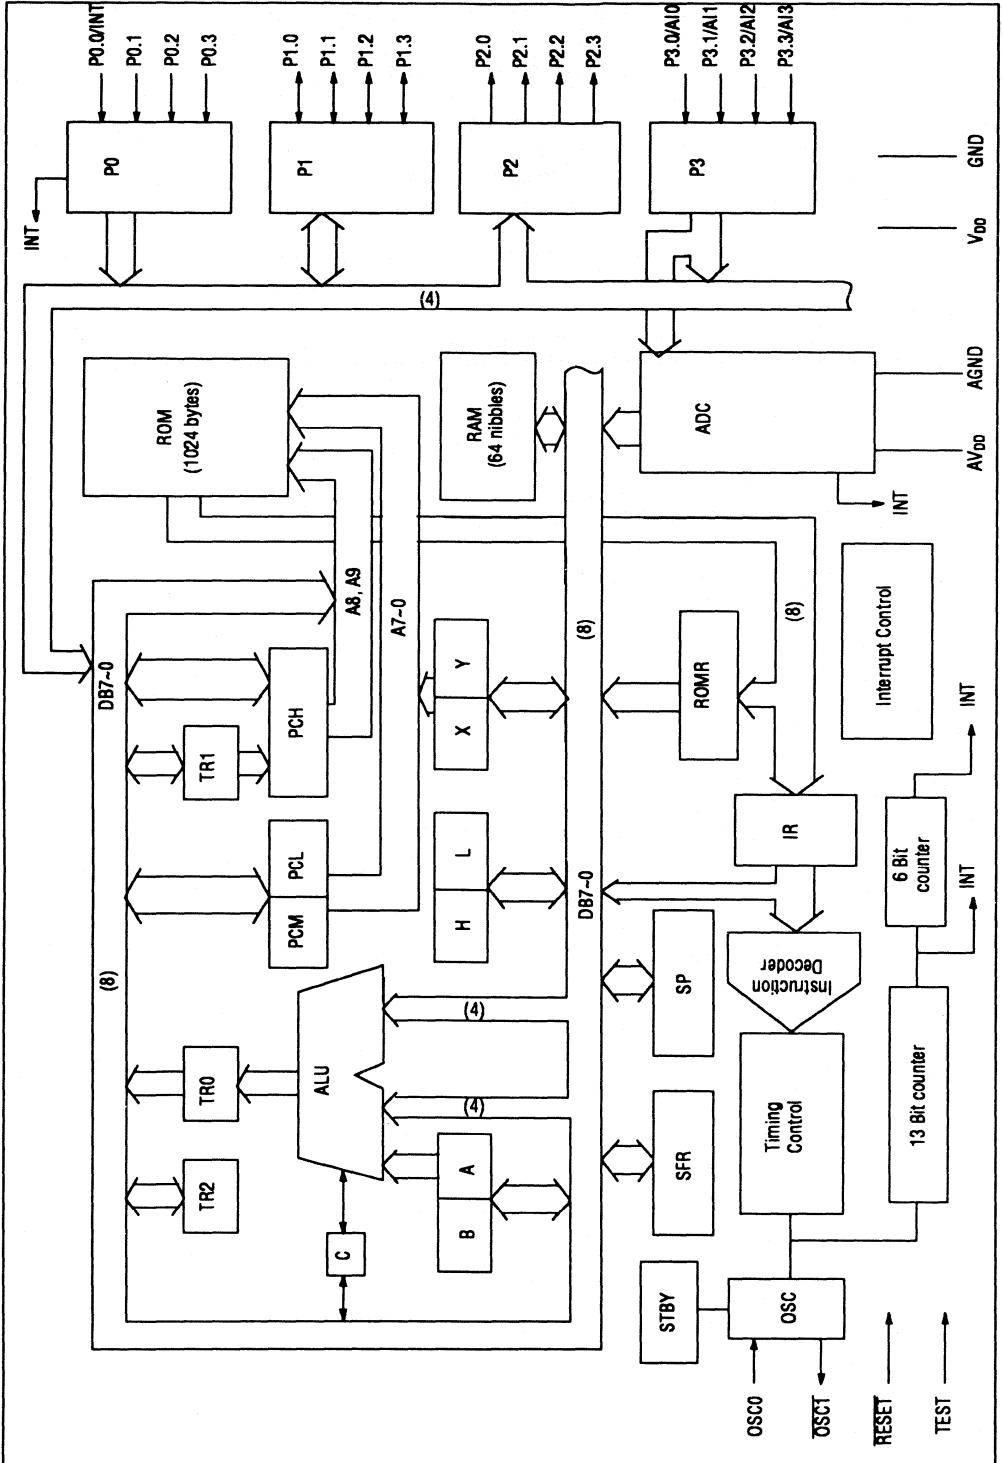 P0.0/INT
P0.1
P0.2
P0.3
P1.0
P1.1
P1.2
P1.3
P2.0
P2.1
P2.2
P2.3
P3.0/AI0
P3.1/AI1
P3.2/AI2
P3.3/AI3
P0
P1
P2
P3
INT
GND
VDD
(4)
ROM
(1024 bytes)
RAM
(64 nibbles)
ADC
AGND
AVDD
INT
A8, A9
A7~0
(8)
(8)
DB7~0
PCH
TR1
Y
X
ROMR
Interrupt Control
INT
PCL
PCM
L
H
DB7~0
IR
6 Bit
counter
INT
(8)
ALU
TR0
(4)
(4)
SP
Instruction
Decoder
Timing
Control
13 Bit counter
TR2
A
B
C
SFR
STBY
OSC
OSC0
OSC1
RESET
TEST